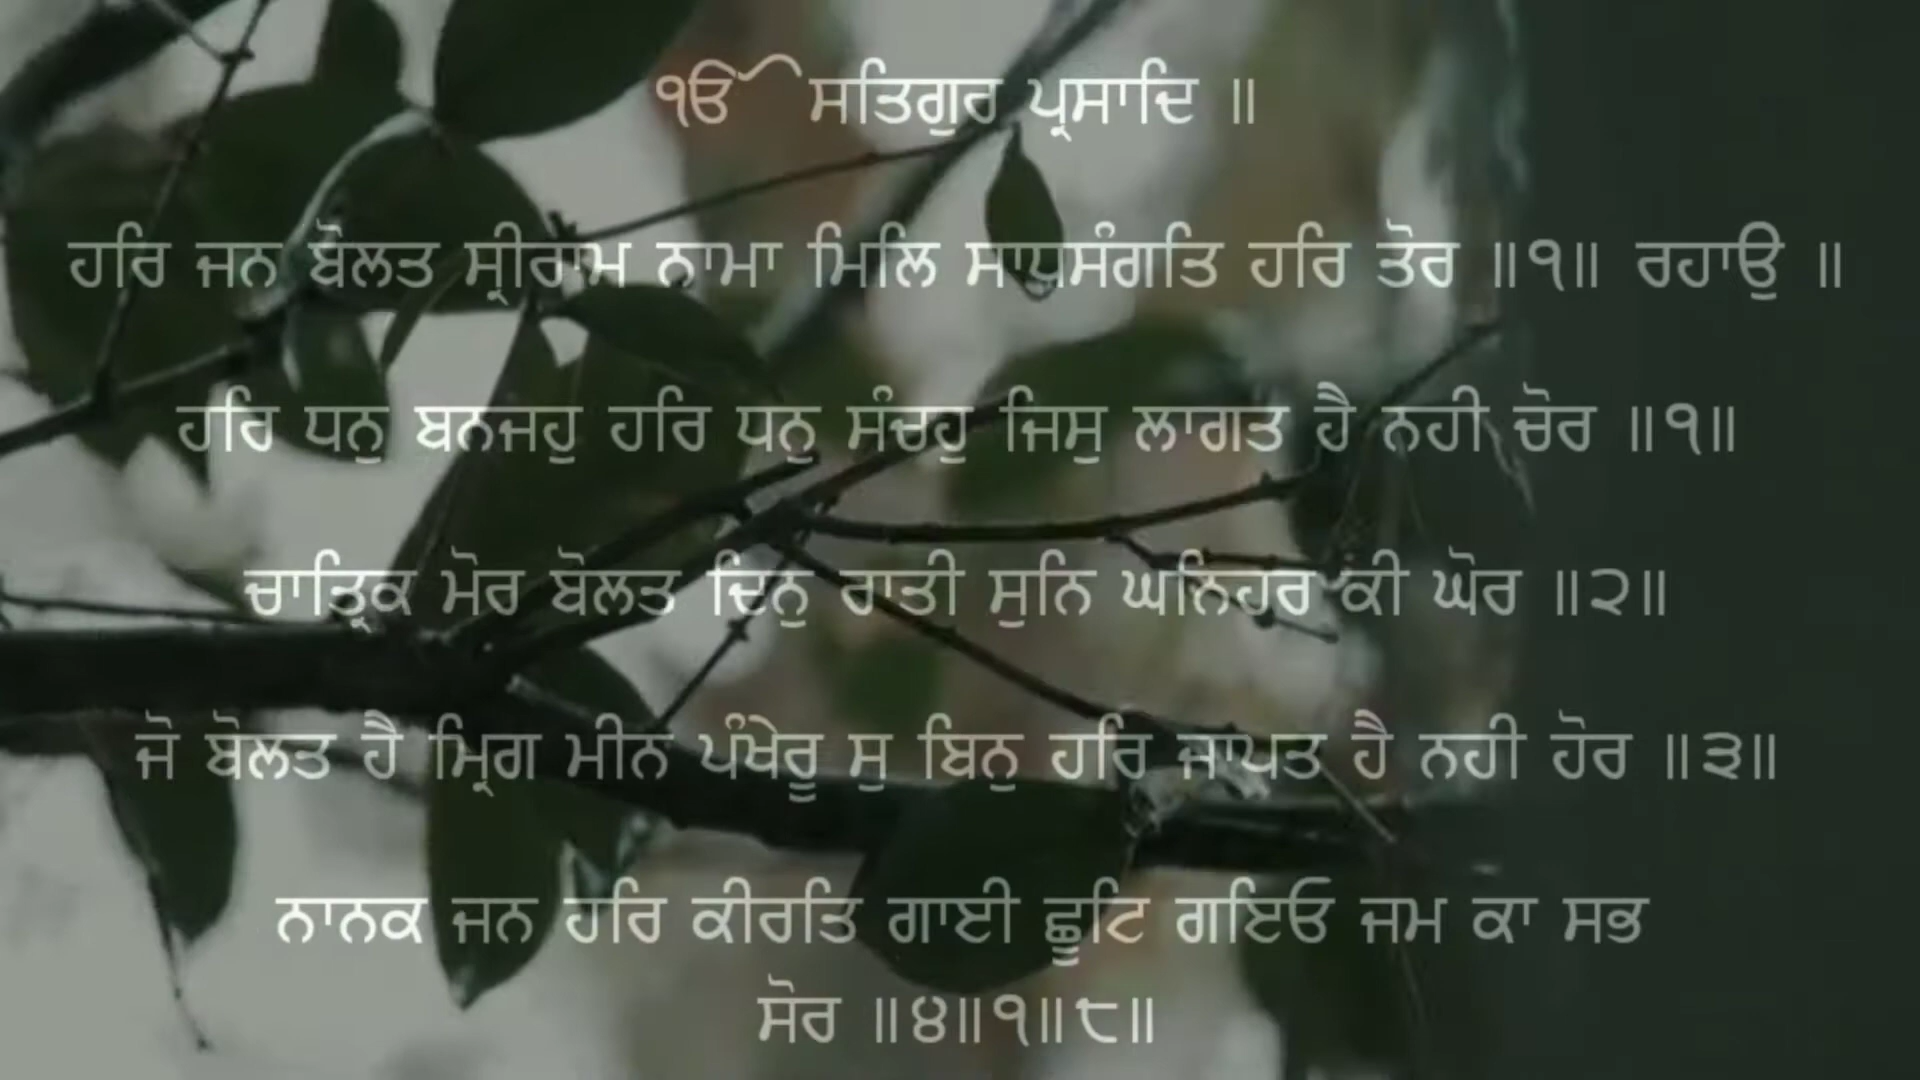 ੴ ਸਤਿਗੁਰ ਪ੍ਰਸਾਦਿ ॥
ਹਰਿ ਜਨ ਬੋਲਤ ਸ੍ਰੀਰਾਮ ਨਾਮਾ ਮਿਲਿ ਸਾਧਸੰਗਤਿ ਹਰਿ ਤੋਰ ॥੧॥ ਰਹਾਉ ॥
ਹਰਿ ਧਨੁ ਬਨਜਹੁ ਹਰਿ ਧਨੁ ਸੰਚਹੁ ਜਿਸੁ ਲਾਗਤ ਹੈ ਨਹੀ ਚੋਰ ॥੧॥
ਚਾਤ੍ਰਿਕ ਮੋਰ ਬੋਲਤ ਦਿਨੁ ਰਾਤੀ ਸੁਨਿ ਘਨਿਹਰ ਕੀ ਘੋਰ ॥੨॥
ਜੋ ਬੋਲਤ ਹੈ ਮ੍ਰਿਗ ਮੀਨ ਪੰਖੇਰੂ ਸੁ ਬਿਨੁ ਹਰਿ ਜਾਪਤ ਹੈ ਨਹੀ ਹੋਰ ॥੩॥
ਨਾਨਕ ਜਨ ਹਰਿ ਕੀਰਤਿ ਗਾਈ ਛੂਟਿ ਗਇਓ ਜਮ ਕਾ ਸਭ
ਸੋਰ ॥੪॥੧॥੮॥